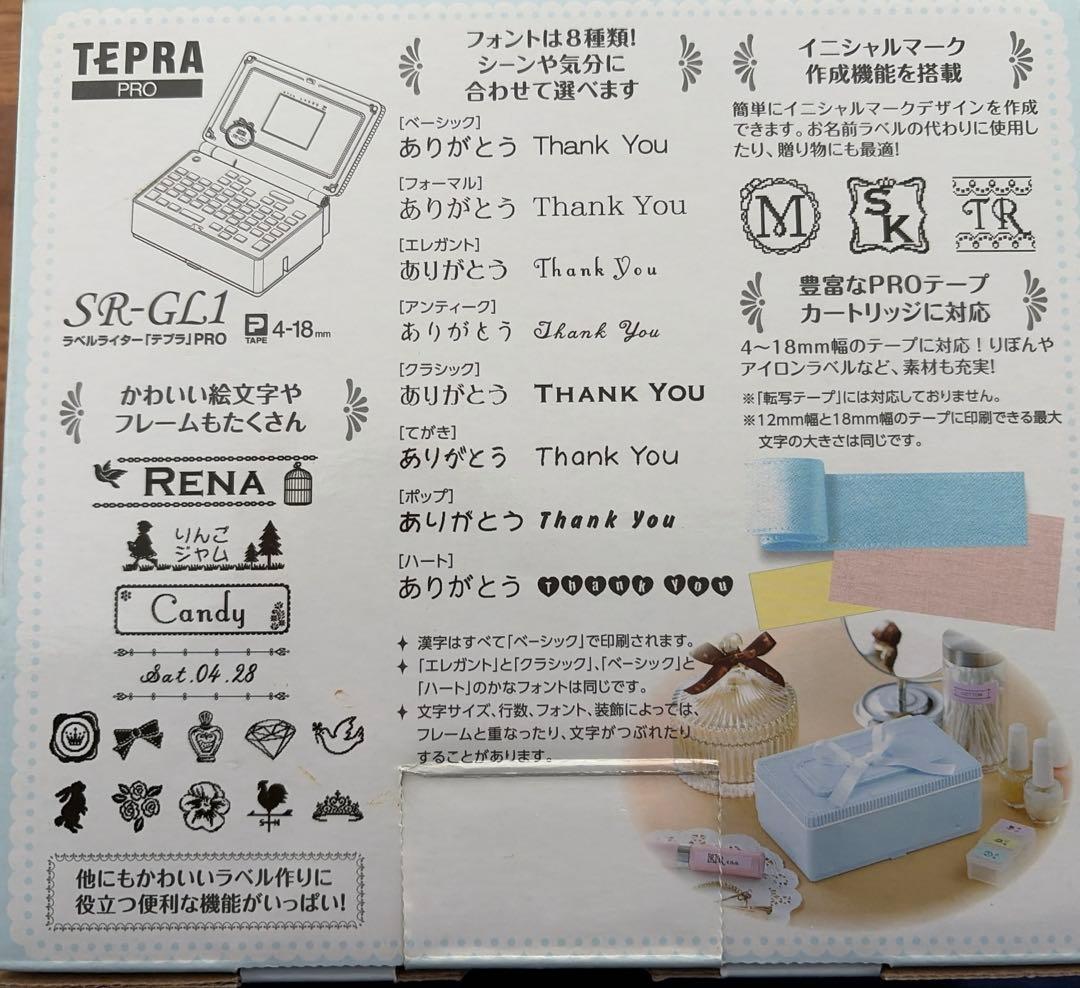 TEPRA
PRO
SR-GL1
ラベルライター「テプラ」PRO
P
TAPE
4-18mm
かわいい絵文字や
フレームもたくさん
RENA
りんご
ジャム
Candy
Sat.04.28
S N
他にもかわいいラベル作りに
役立つ便利な機能がいっぱい!
フォントは8種類!
シーンや気分に
合わせて選べます
[ベーシック]
ありがとう Thank You
[フォーマル]
ありがとう Thank You
[エレガント]
ありがとう Thank You
[アンティーク]
ありがとう Thank You
[クラシック]
ありがとう THANK YOU
[てがき]
ありがとう Thank You
[ポップ]
ありがとう Thank You
[ハート]
ありがとう Thank You
漢字はすべて「ベーシック」で印刷されます。
「エレガント」と「クラシック」、「ベーシック」と
「ハート」のかなフォントは同じです。
文字サイズ、行数、フォント、装飾によっては、
フレームと重なったり、文字がつぶれたり
することがあります。
イニシャルマーク
作成機能を搭載
簡単にイニシャルマークデザインを作成
できます。お名前ラベルの代わりに使用し
たり、贈り物にも最適!
M
SK
TR
豊富なPROテープ
カートリッジに対応
4〜18mm幅のテープに対応!りぼんや
アイロンラベルなど、素材も充実!
※「転写テープ」には対応しておりません。
※12mm幅と18mm幅のテープに印刷できる最大
文字の大きさは同じです。
COTTON
Rena